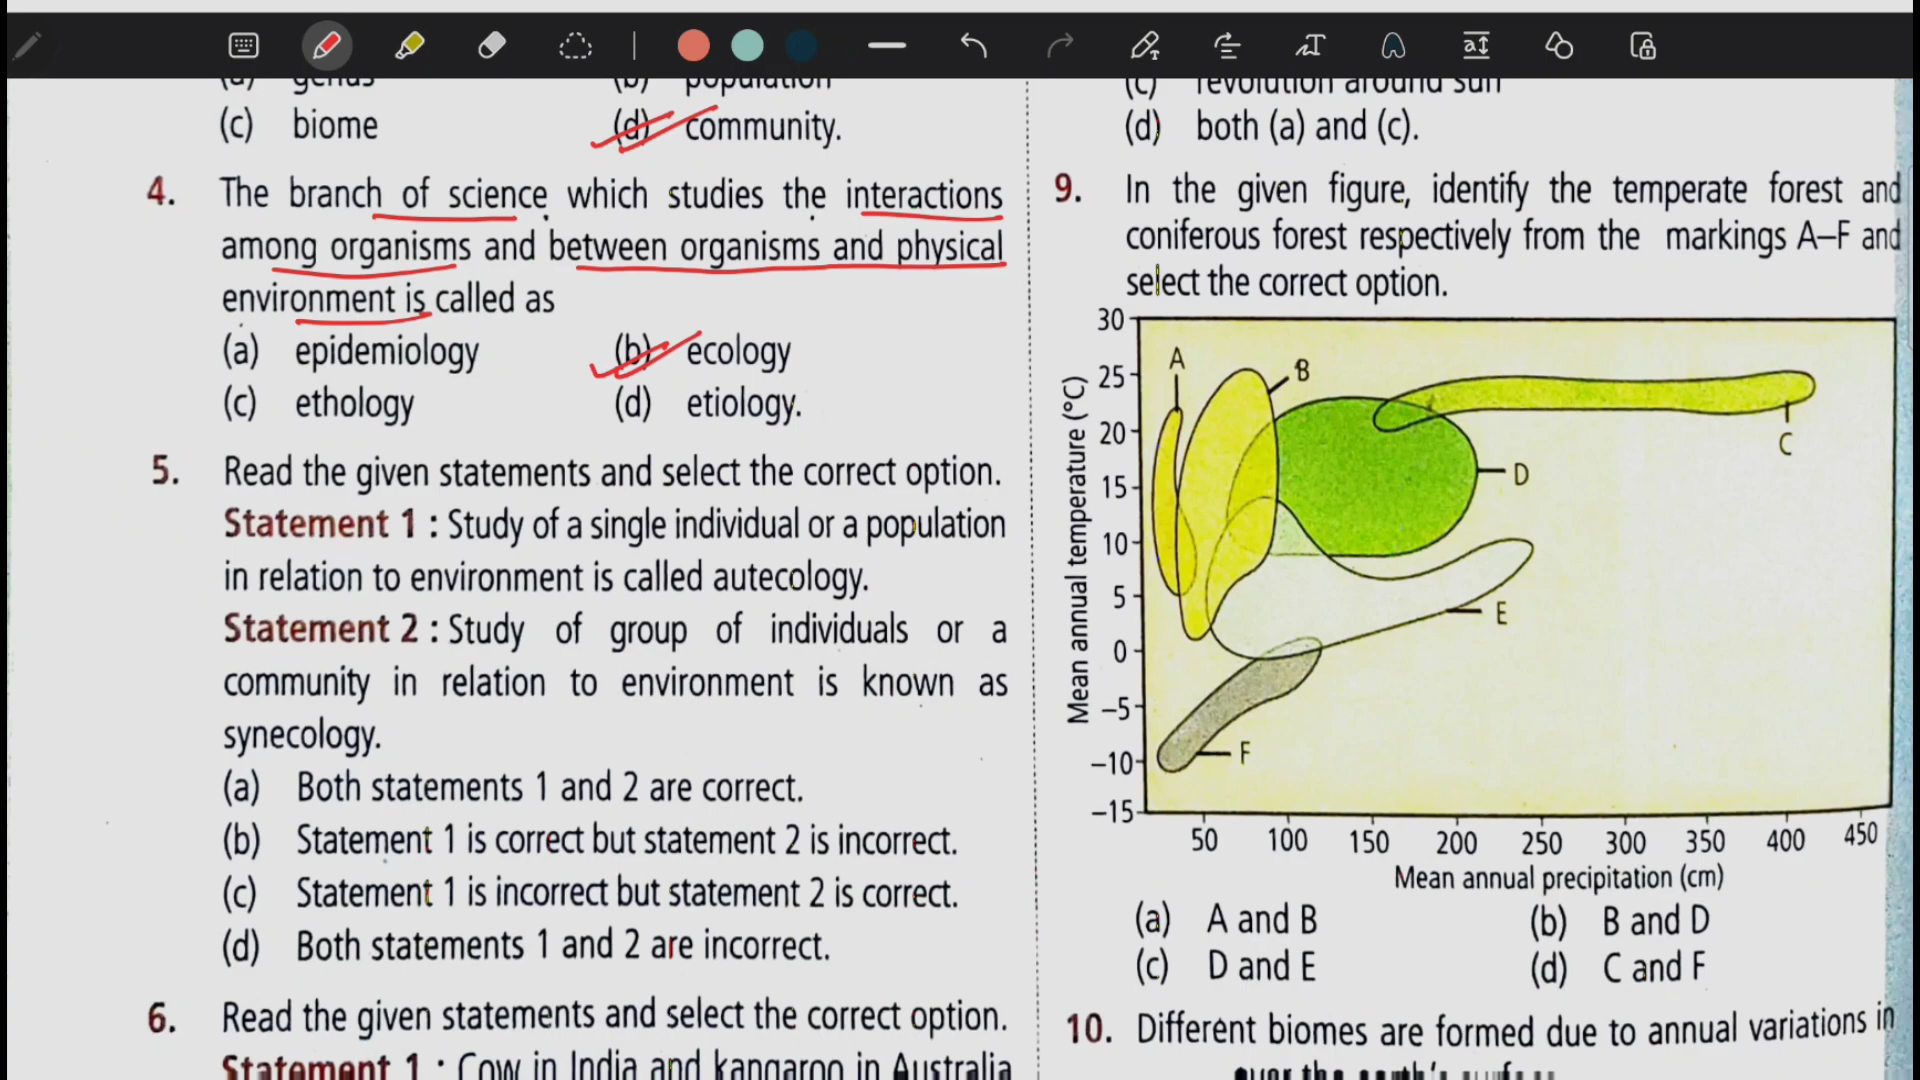 (a) genus (b) population
(c) biome (d) community.
4. The branch of science which studies the interactions
among organisms and between organisms and physical
environment is called as
(a) epidemiology (b) ecology
(c) ethology (d) etiology.
5. Read the given statements and select the correct option.
Statement 1 : Study of a single individual or a population
in relation to environment is called autecology.
Statement 2 : Study of group of individuals or a
community in relation to environment is known as
synecology.
(a) Both statements 1 and 2 are correct.
(b) Statement 1 is correct but statement 2 is incorrect.
(c) Statement 1 is incorrect but statement 2 is correct.
(d) Both statements 1 and 2 are incorrect.
6. Read the given statements and select the correct option.
Statement 1 : Cow in India and kangaroo in Australia
(c) revolution around sun
(d) both (a) and (c).
9. In the given figure, identify the temperate forest and
coniferous forest respectively from the markings A–F and
select the correct option.
Mean annual temperature (°C)
30
25
20
15
10
5
0
–5
–10
–15
A
B
C
D
E
F
50 100 150 200 250 300 350 400 450
Mean annual precipitation (cm)
(a) A and B (b) B and D
(c) D and E (d) C and F
10. Different biomes are formed due to annual variations in
over the earth's surface